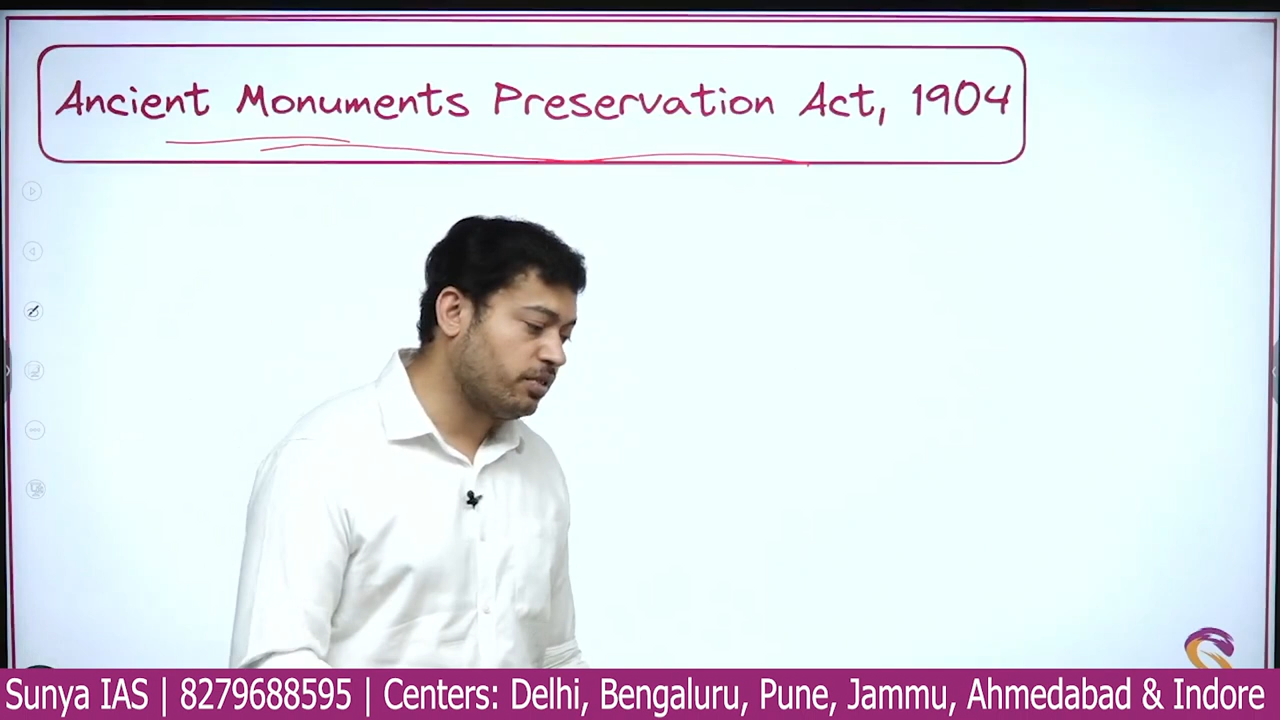 Ancient Monuments Preservation Act, 1904
Sunya IAS | 8279688595 | Centers: Delhi, Bengaluru, Pune, Jammu, Ahmedabad & Indore